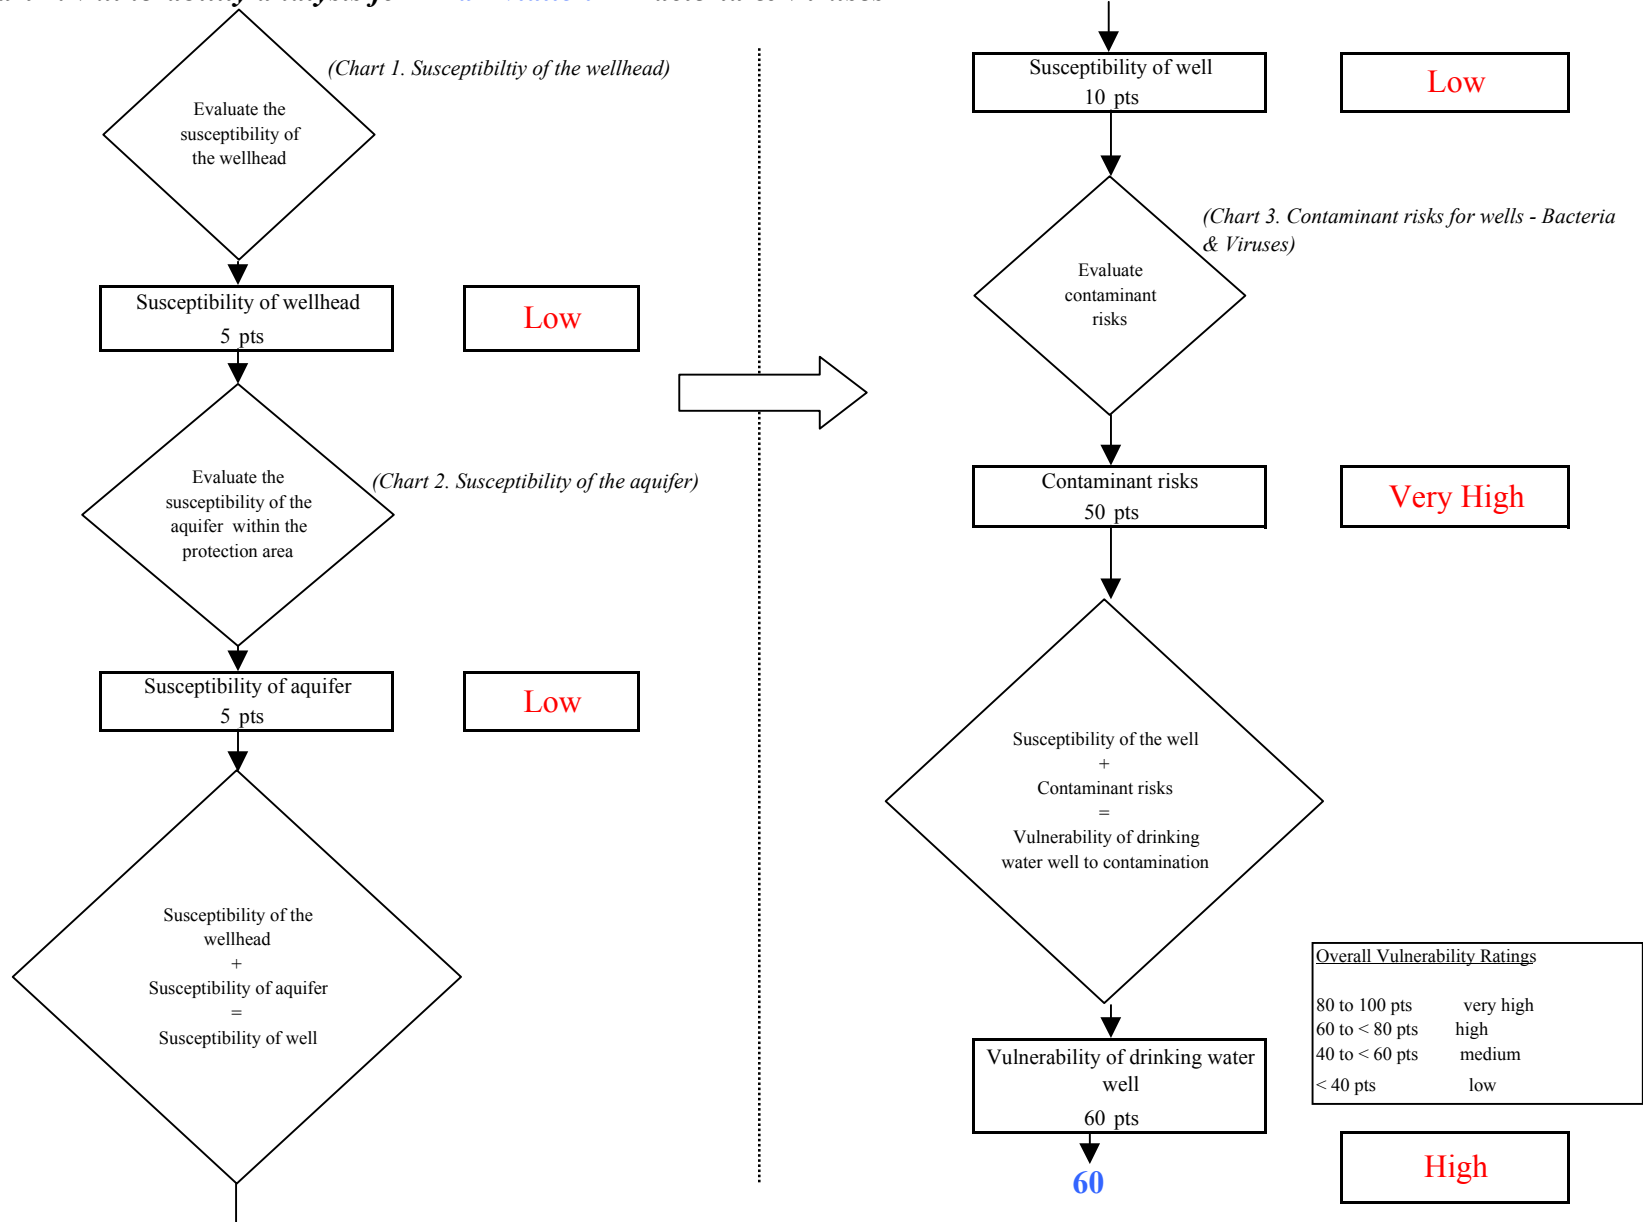 (Chart 1. Susceptibiltiy of the wellhead)
Evaluate the
susceptibility of
the wellhead
Susceptibility of wellhead
5 pts
Low
Evaluate the
susceptibility of the
aquifer within the
protection area
(Chart 2. Susceptibility of the aquifer)
Susceptibility of aquifer
5 pts
Low
Susceptibility of the
wellhead
+
Susceptibility of aquifer
=
Susceptibility of well
Susceptibility of well
10 pts
Low
(Chart 3. Contaminant risks for wells - Bacteria
& Viruses)
Evaluate
contaminant
risks
Contaminant risks
50 pts
Very High
Susceptibility of the well
+
Contaminant risks
=
Vulnerability of drinking
water well to contamination
Vulnerability of drinking water
well
60 pts
60
Overall Vulnerability Ratings
80 to 100 pts very high
60 to < 80 pts high
40 to < 60 pts medium
< 40 pts low
High